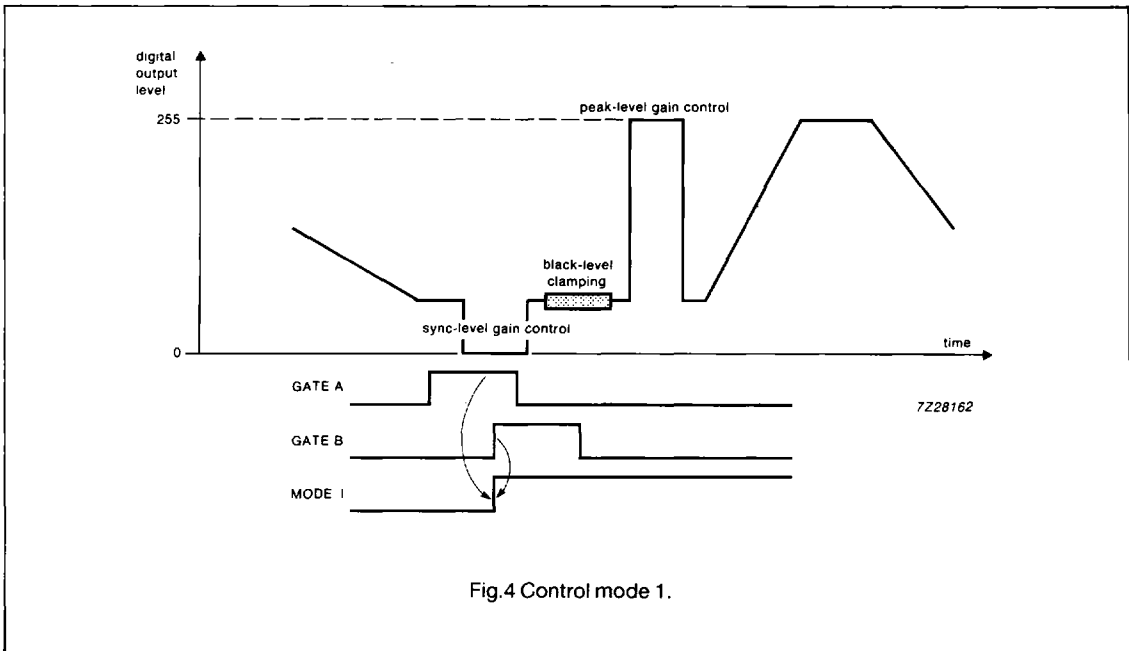 digital
output
level
255
peak-level gain control
black-level
clamping
sync-level gain control
0
time
GATE A
7Z28162
GATE B
MODE I
Fig.4 Control mode 1.